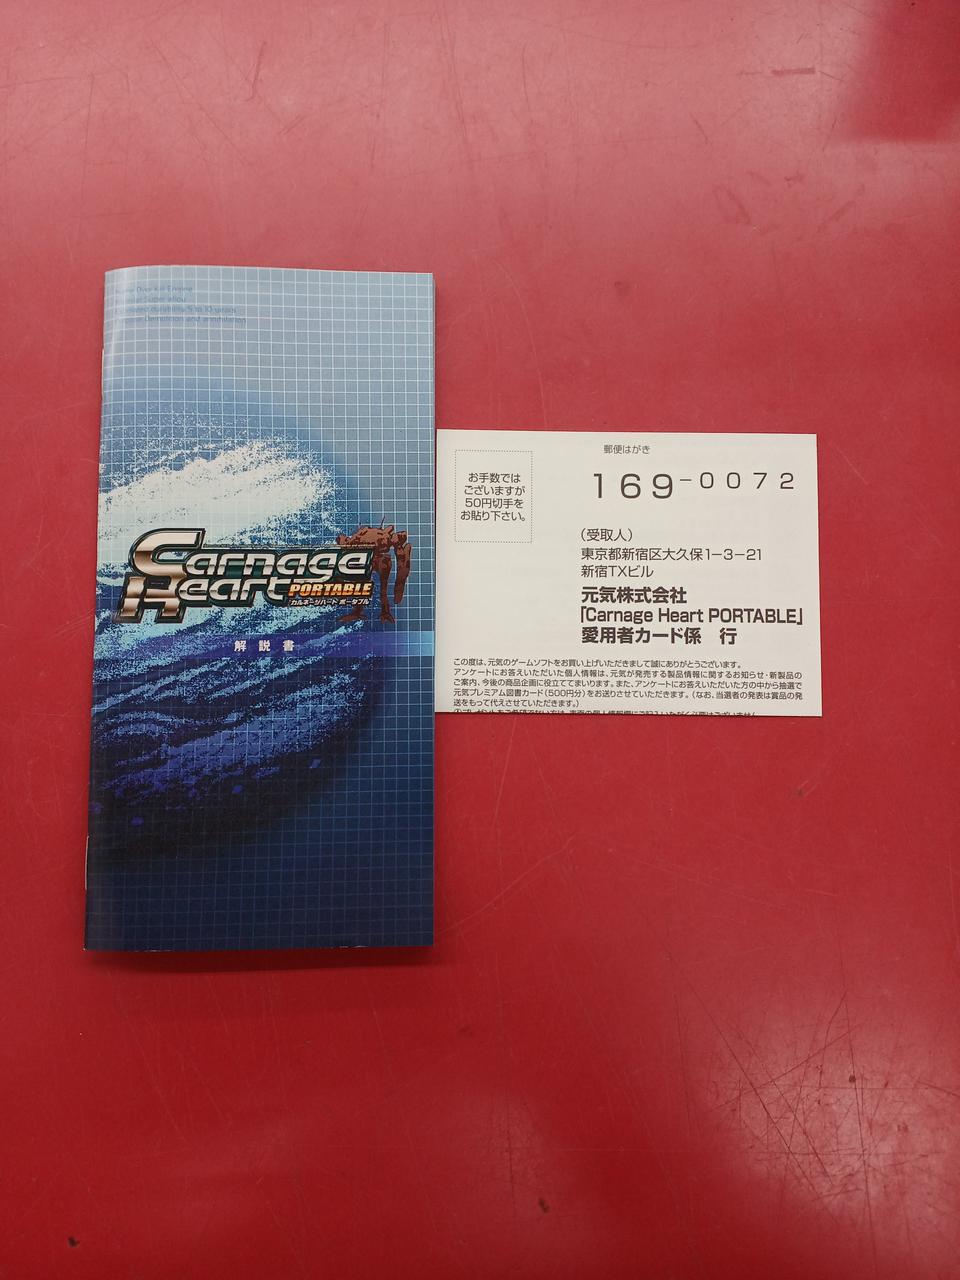 Over Kill Engine
Super alloy
durability 5 to 10 years
Demolition and annihilation
Carnage
Heart PORTABLE
カルネージハート ポータブル
解説書
郵便はがき
お手数では
ございますが
50円切手を
お貼り下さい。
169-0072
(受取人)
東京都新宿区大久保1-3-21
新宿TXビル
元気株式会社
「Carnage Heart PORTABLE」
愛用者カード係 行
この度は、元気のゲームソフトをお買い上げいただきまして誠にありがとうございます。
アンケートにお答えいただいた個人情報は、元気が発売する製品情報に関するお知らせ・新製品の
ご案内、今後の商品企画に役立ててまいります。また、アンケートにお答えいただいた方の中から抽選で
元気プレミアム図書カード(500円分)をお送りさせていただきます。(なお、当選者の発表は賞品の発
送をもって代えさせていただきます。)